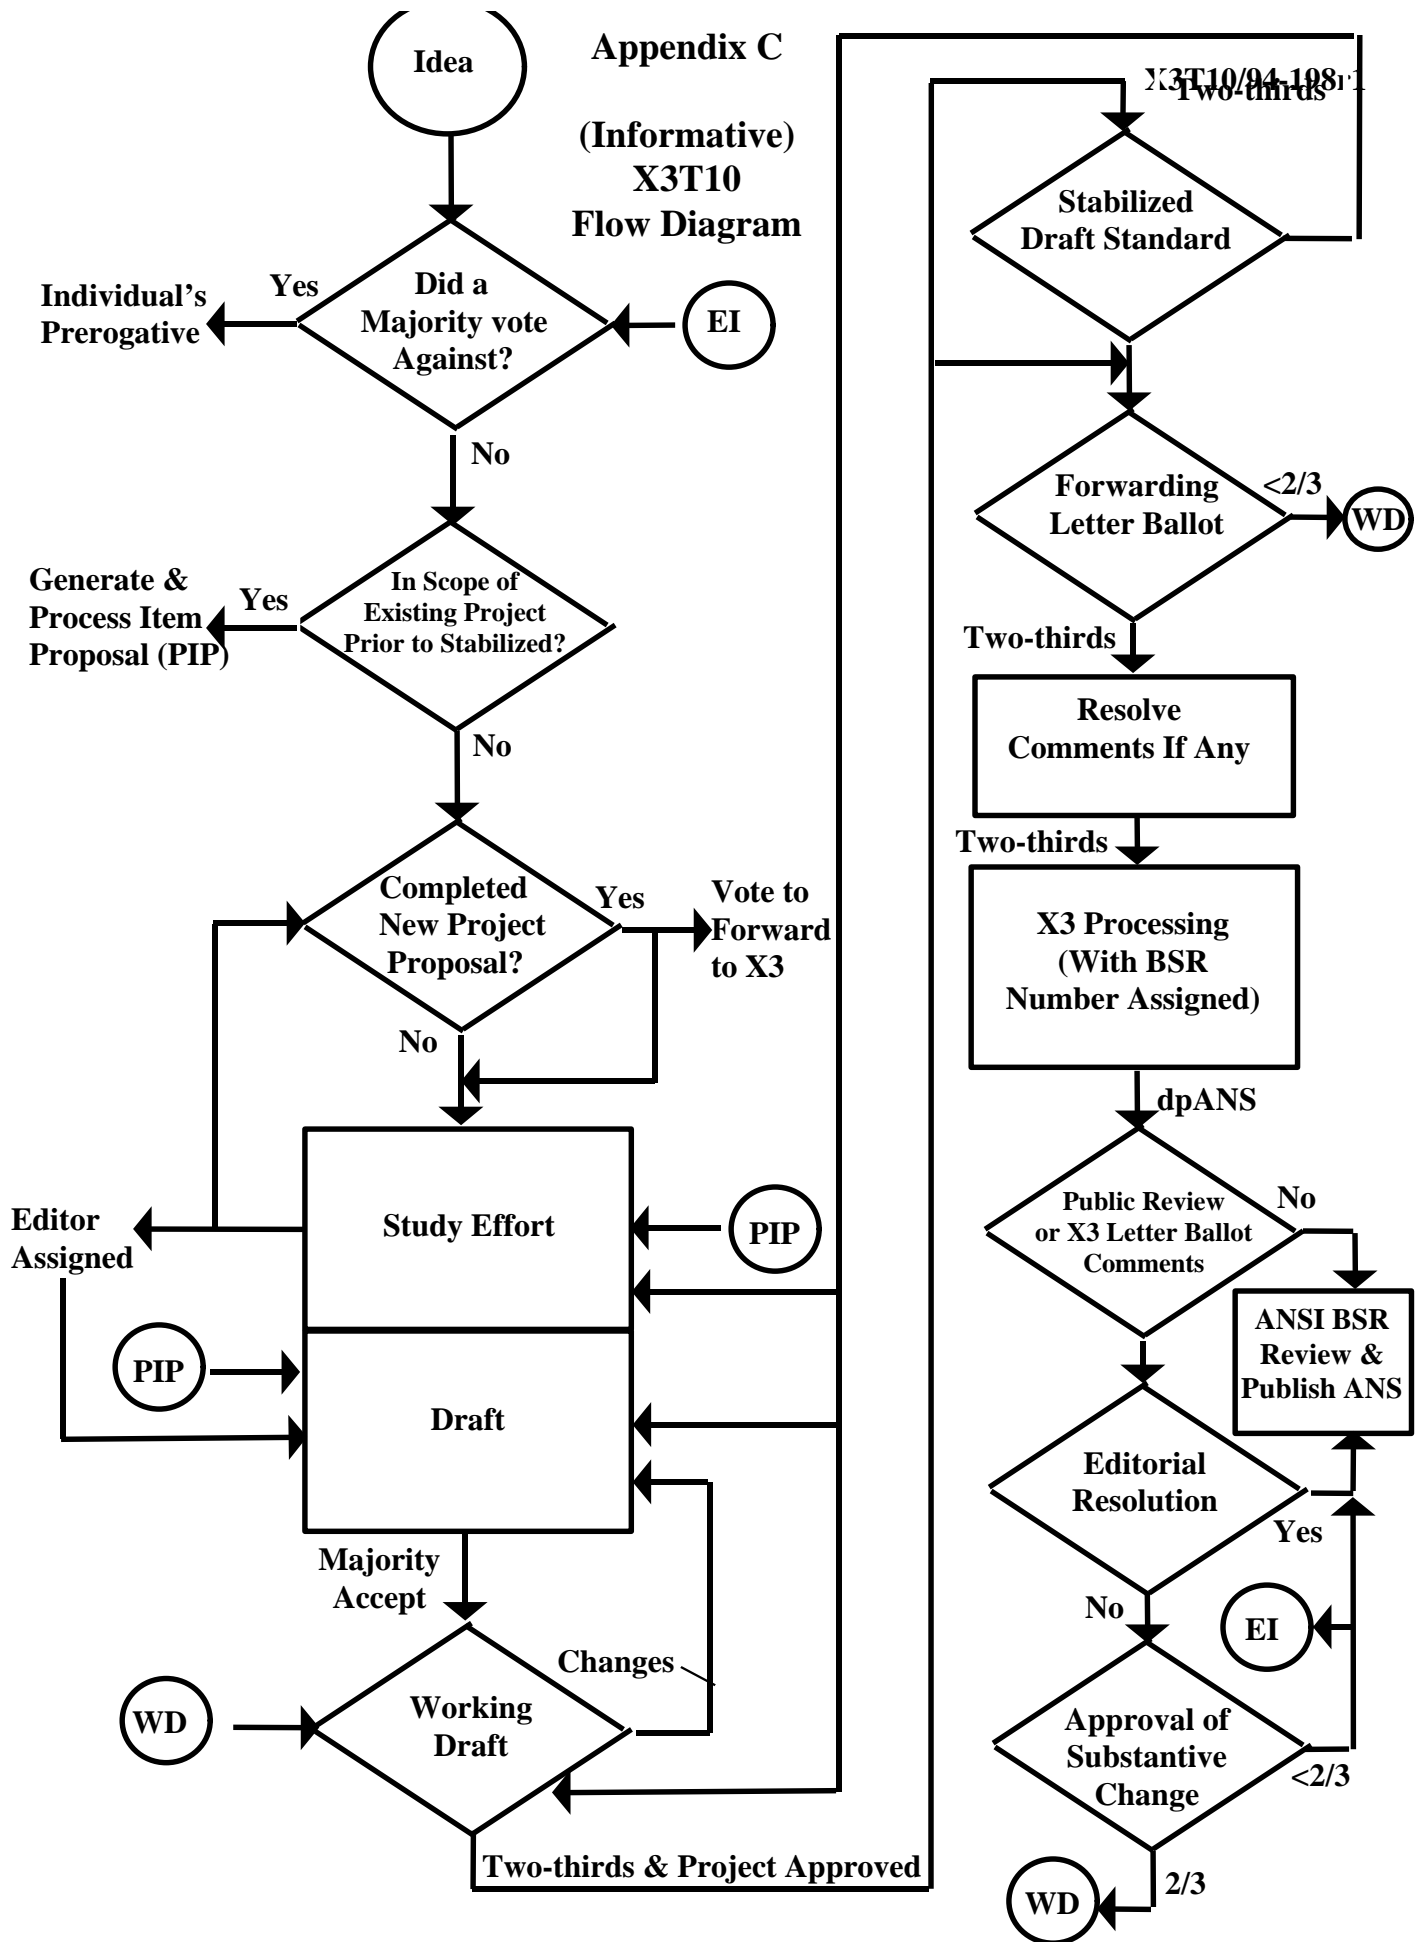 Idea
Appendix C
(Informative)
X3T10
Flow Diagram
X3T10/94-198r1
Two-thirds
Stabilized
Draft Standard
Individual's
Prerogative
Yes
Did a
Majority vote
Against?
EI
No
Forwarding
Letter Ballot
<2/3
WD
Generate &
Process Item
Proposal (PIP)
Yes
In Scope of
Existing Project
Prior to Stabilized?
No
Two-thirds
Resolve
Comments If Any
Two-thirds
Completed
New Project
Proposal?
Yes
Vote to
Forward
to X3
No
X3 Processing
(With BSR
Number Assigned)
dpANS
Study Effort
PIP
Editor
Assigned
PIP
Draft
Public Review
or X3 Letter Ballot
Comments
No
ANSI BSR
Review &
Publish ANS
Editorial
Resolution
Yes
No
EI
Majority
Accept
Changes
WD
Working
Draft
Approval of
Substantive
Change
<2/3
Two-thirds & Project Approved
2/3
WD